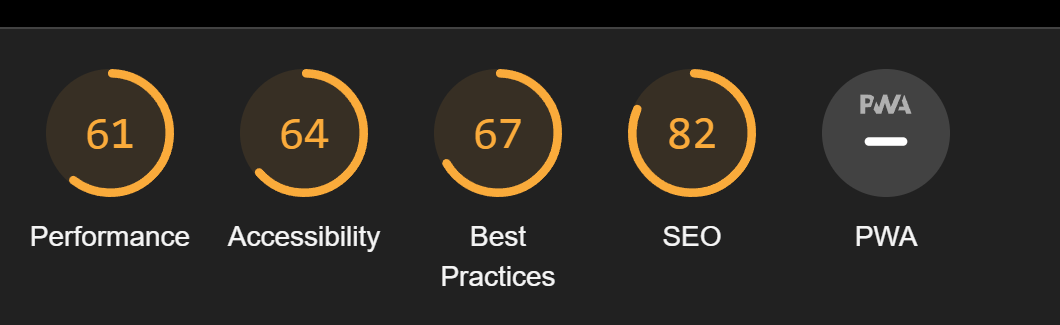 61
64
67
82
PWA
Performance
Accessibility
Best
Practices
SEO
PWA